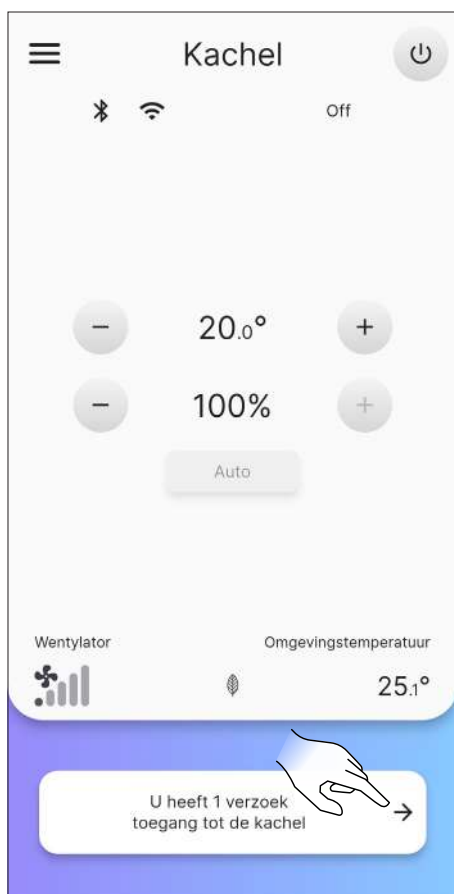 Kachel
Off
20.0°
100%
Auto
Wentylator
Omgevingstemperatuur
25.1°
U heeft 1 verzoek
toegang tot de kachel